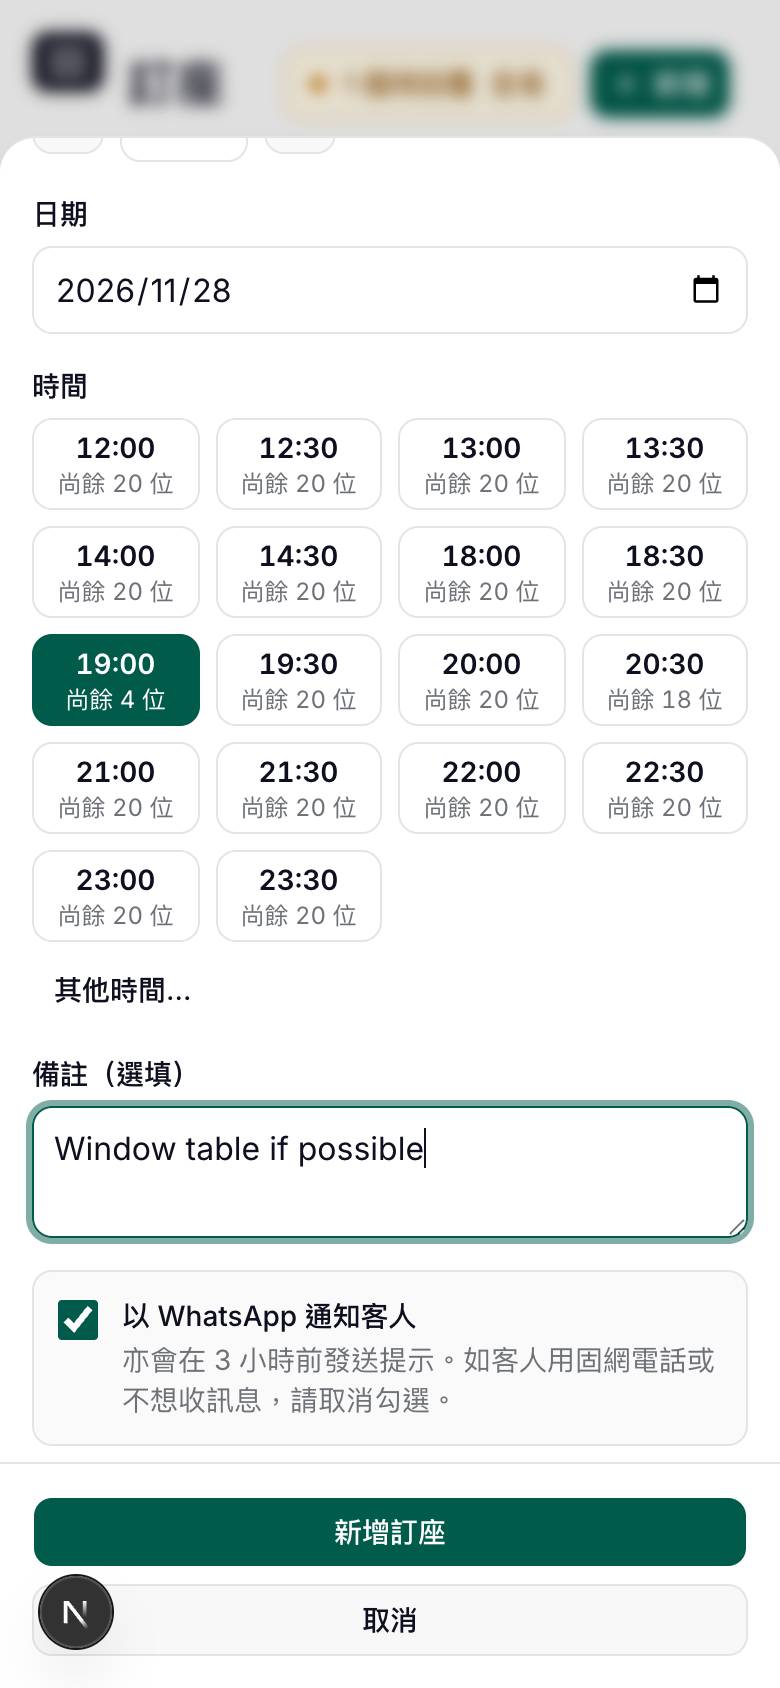 訂座
日期
2026/11/28
時間
12:00
尚餘 20 位
12:30
尚餘 20 位
13:00
尚餘 20 位
13:30
尚餘 20 位
14:00
尚餘 20 位
14:30
尚餘 20 位
18:00
尚餘 20 位
18:30
尚餘 20 位
19:00
尚餘 4 位
19:30
尚餘 20 位
20:00
尚餘 20 位
20:30
尚餘 18 位
21:00
尚餘 20 位
21:30
尚餘 20 位
22:00
尚餘 20 位
22:30
尚餘 20 位
23:00
尚餘 20 位
23:30
尚餘 20 位
其他時間...
備註（選填）
Window table if possible
以 WhatsApp 通知客人
亦會在 3 小時前發送提示。如客人用固網電話或
不想收訊息，請取消勾選。
新增訂座
N
取消